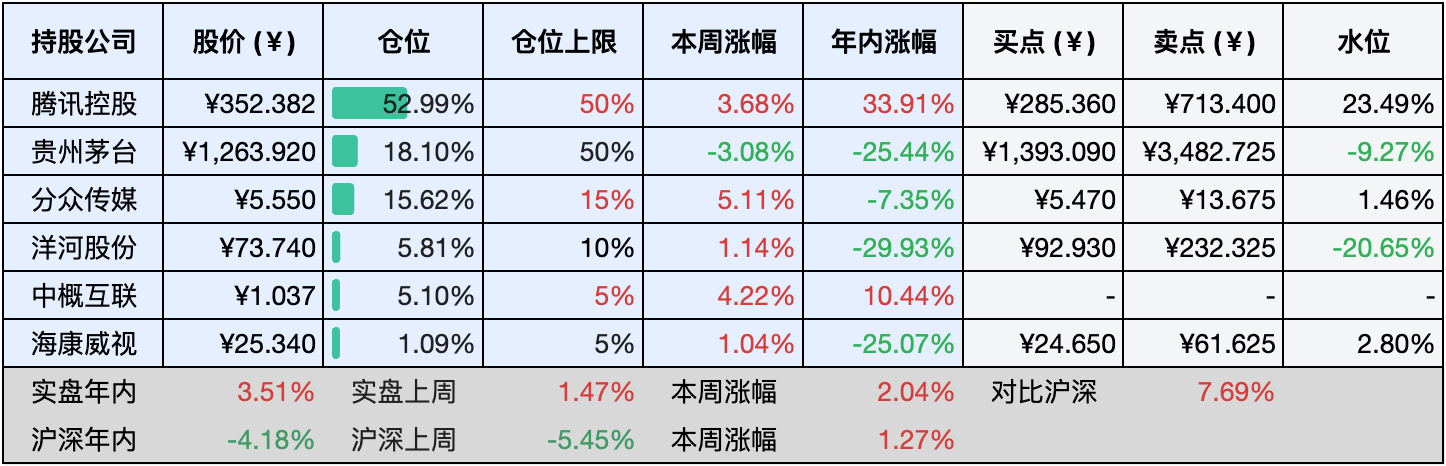 持股公司 股价 (¥) 仓位 仓位上限 本周涨幅 年内涨幅 买点 (¥) 卖点 (¥) 水位
腾讯控股 ¥352.382 52.99% 50% 3.68% 33.91% ¥285.360 ¥713.400 23.49%
贵州茅台 ¥1,263.920 18.10% 50% -3.08% -25.44% ¥1,393.090 ¥3,482.725 -9.27%
分众传媒 ¥5.550 15.62% 15% 5.11% -7.35% ¥5.470 ¥13.675 1.46%
洋河股份 ¥73.740 5.81% 10% 1.14% -29.93% ¥92.930 ¥232.325 -20.65%
中概互联 ¥1.037 5.10% 5% 4.22% 10.44% - - -
海康威视 ¥25.340 1.09% 5% 1.04% -25.07% ¥24.650 ¥61.625 2.80%
实盘年内 3.51% 实盘上周 1.47% 本周涨幅 2.04% 对比沪深 7.69%
沪深年内 -4.18% 沪深上周 -5.45% 本周涨幅 1.27%